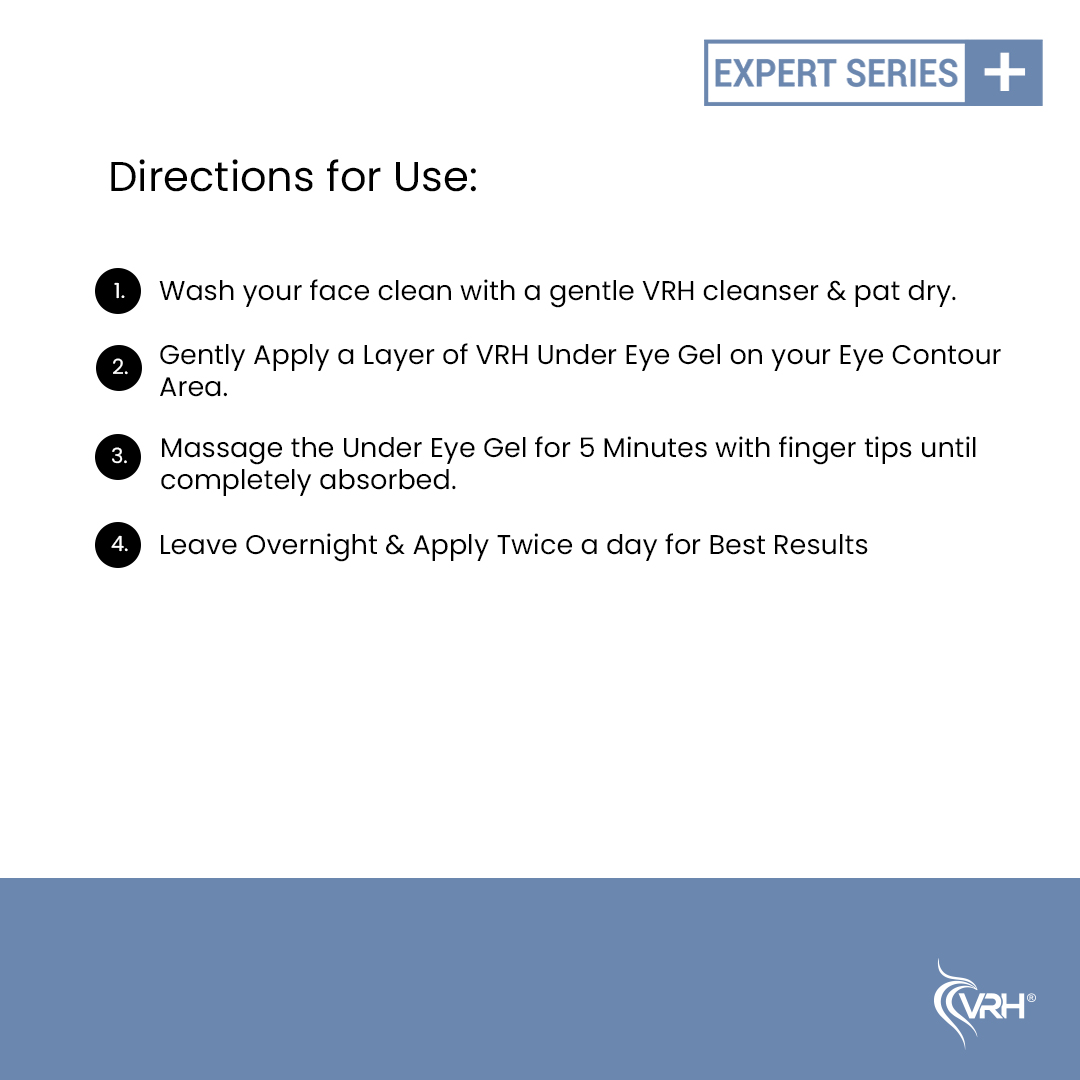 EXPERT SERIES +
Directions for Use:
1. Wash your face clean with a gentle VRH cleanser & pat dry.
2. Gently Apply a Layer of VRH Under Eye Gel on your Eye Contour
Area.
3. Massage the Under Eye Gel for 5 Minutes with finger tips until
completely absorbed.
4. Leave Overnight & Apply Twice a day for Best Results
VRH®